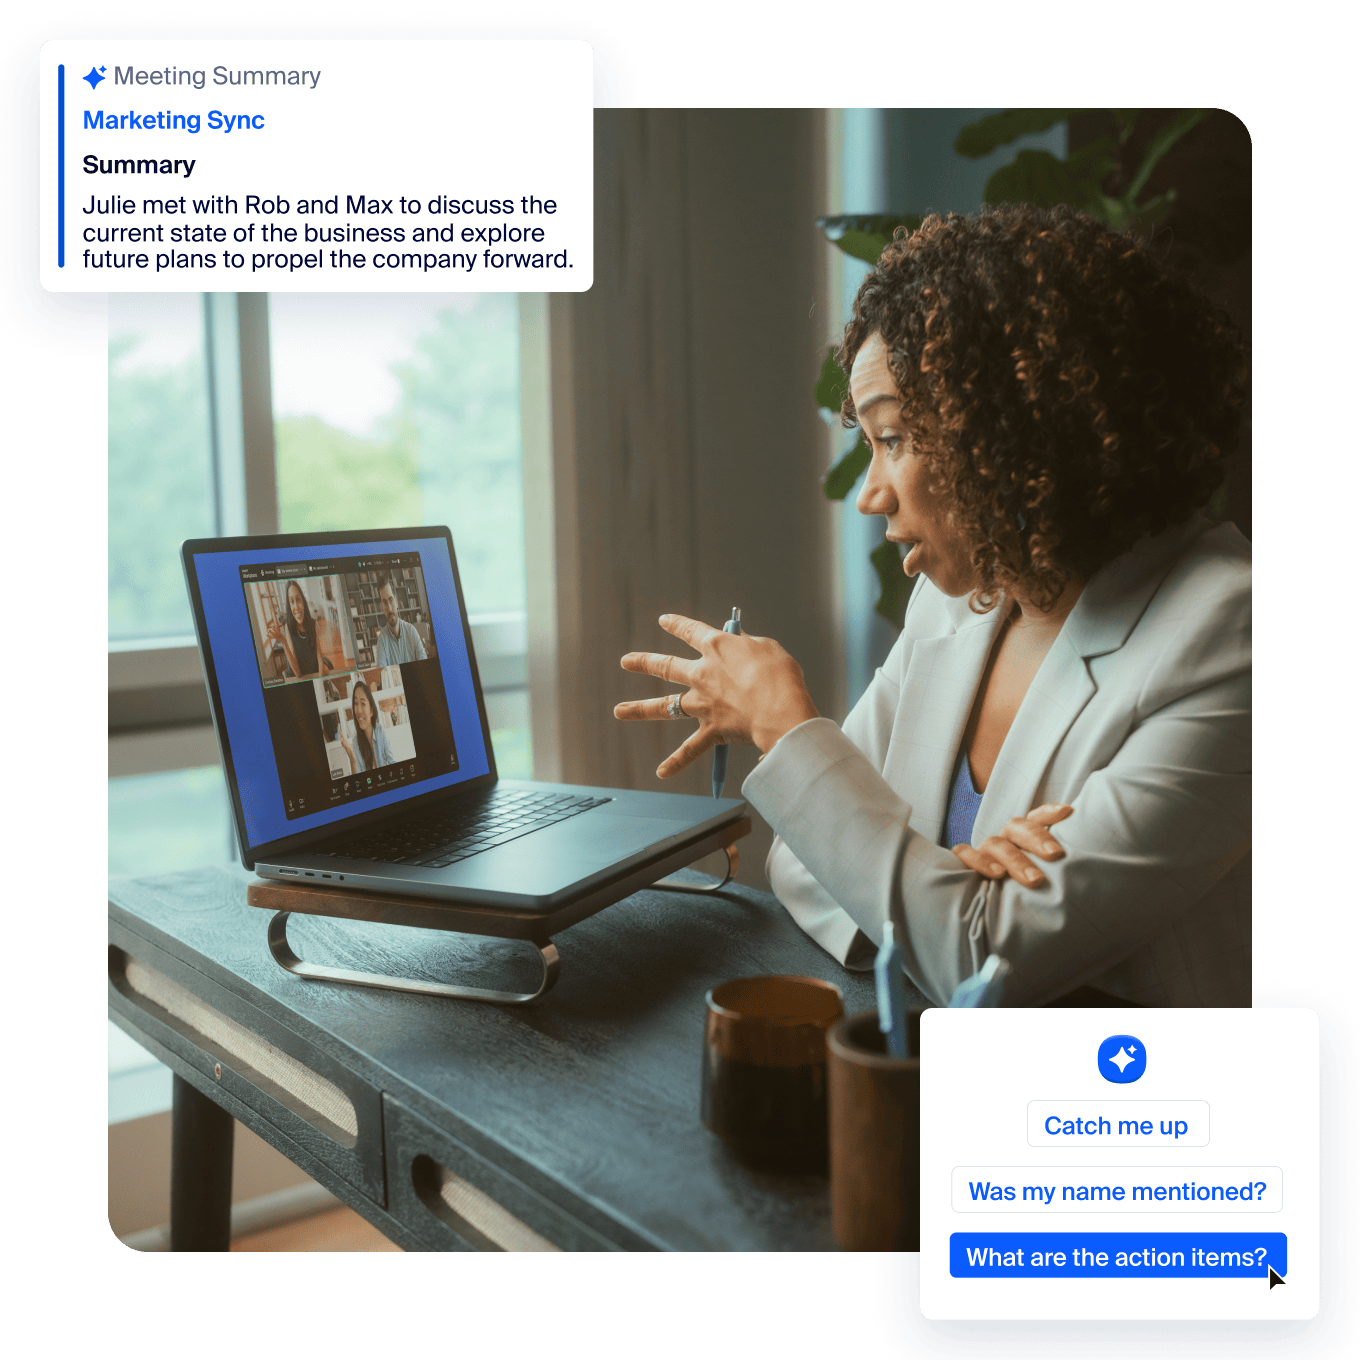 Meeting Summary
Marketing Sync
Summary
Julie met with Rob and Max to discuss the
current state of the business and explore
future plans to propel the company forward.
Catch me up
Was my name mentioned?
What are the action items?